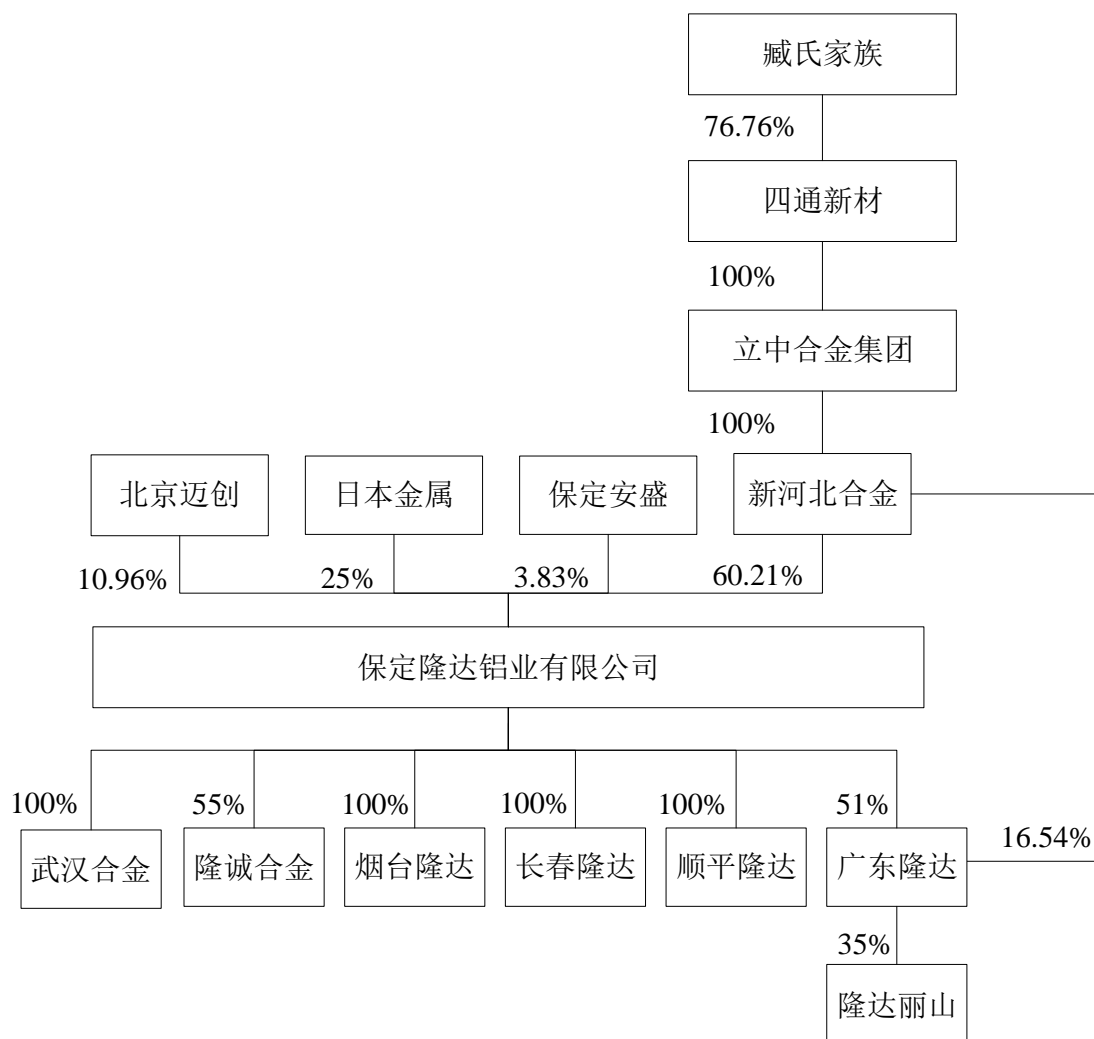 臧氏家族
76.76%
四通新材
100%
立中合金集团
100%
北京迈创
日本金属
保定安盛
新河北合金
10.96%
25%
3.83%
60.21%
保定隆达铝业有限公司
100%
55%
100%
100%
100%
51%
16.54%
武汉合金
隆诚合金
烟台隆达
长春隆达
顺平隆达
广东隆达
35%
隆达丽山